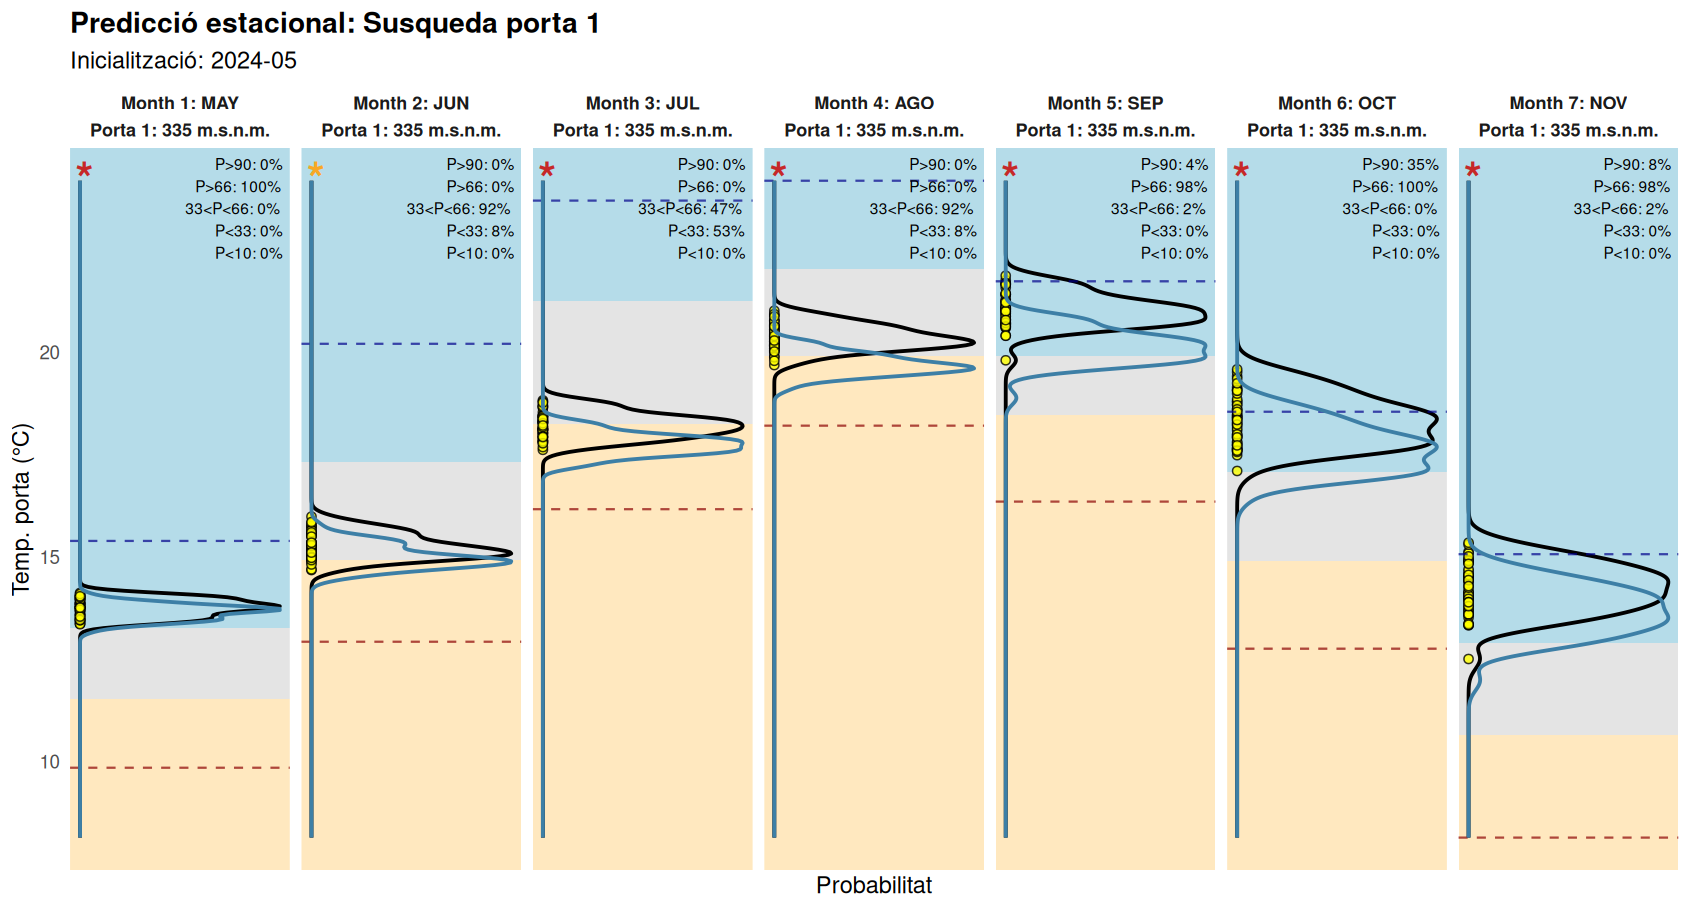 Predicció estacional: Susqueda porta 1
Inicialització: 2024-05
Month 1: MAY
Porta 1: 335 m.s.n.m.
Month 2: JUN
Porta 1: 335 m.s.n.m.
Month 3: JUL
Porta 1: 335 m.s.n.m.
Month 4: AGO
Porta 1: 335 m.s.n.m.
Month 5: SEP
Porta 1: 335 m.s.n.m.
Month 6: OCT
Porta 1: 335 m.s.n.m.
Month 7: NOV
Porta 1: 335 m.s.n.m.
*
P>90: 0%
P>66: 100%
33<P<66: 0%
P<33: 0%
P<10: 0%
*
P>90: 0%
P>66: 0%
33<P<66: 92%
P<33: 8%
P<10: 0%
*
P>90: 0%
P>66: 0%
33<P<66: 47%
P<33: 53%
P<10: 0%
*
P>90: 0%
P>66: 0%
33<P<66: 92%
P<33: 8%
P<10: 0%
*
P>90: 4%
P>66: 98%
33<P<66: 2%
P<33: 0%
P<10: 0%
*
P>90: 35%
P>66: 100%
33<P<66: 0%
P<33: 0%
P<10: 0%
*
P>90: 8%
P>66: 98%
33<P<66: 2%
P<33: 0%
P<10: 0%
Temp. porta (°C)
20
15
10
Probabilitat